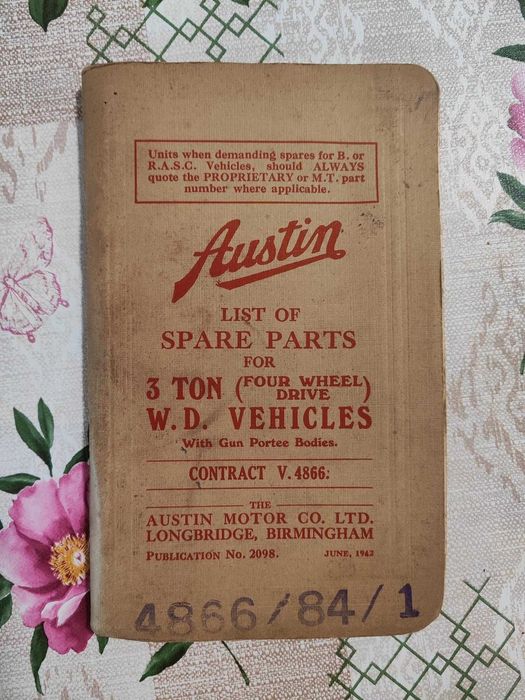 Units when demanding spares for B. or
R.A.S.C. Vehicles, should ALWAYS
quote the PROPRIETARY or M.T. part
number where applicable.
Austin
LIST OF
SPARE PARTS
FOR
3 TON (FOUR WHEEL DRIVE)
W.D. VEHICLES
With Gun Portee Bodies.
CONTRACT V. 4866:
THE
AUSTIN MOTOR CO. LTD.
LONGBRIDGE, BIRMINGHAM
PUBLICATION No. 2098. JUNE, 1942
4866/84/1